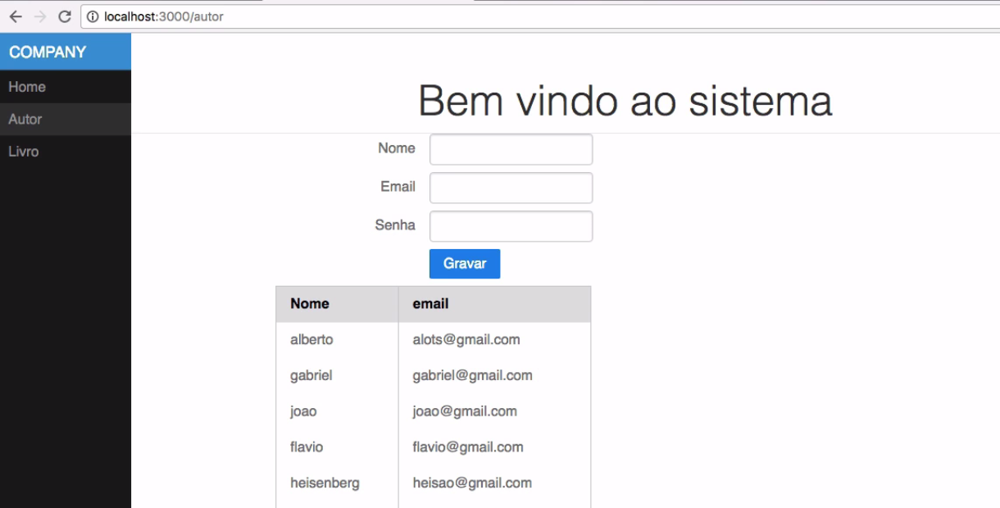 localhost:3000/autor
COMPANY
Home
Autor
Livro
Bem vindo ao sistema
Nome
Email
Senha
Gravar
Nome email
alberto alots@gmail.com
gabriel gabriel@gmail.com
joao joao@gmail.com
flavio flavio@gmail.com
heisenberg heisao@gmail.com